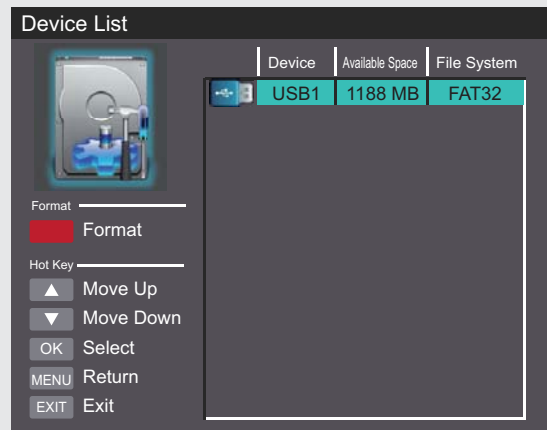 Device List
Device Available Space File System
USB1 1188 MB FAT32
Format
Format
Hot Key
Move Up
Move Down
OK Select
MENU Return
EXIT Exit